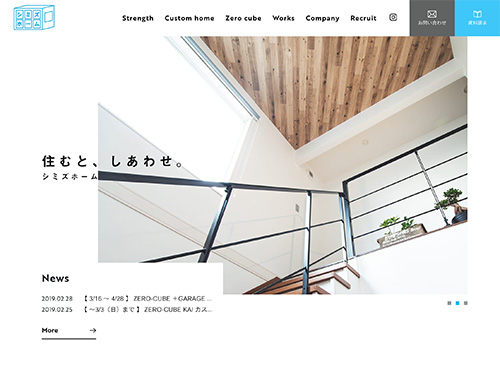 シミズ
ホーム
Strength Custom home Zero cube Works Company Recruit
お問い合わせ
資料請求
住むと、しあわせ。
シミズホーム
News
2019.02.28 【 3/16 ～ 4/28 】 ZERO-CUBE ＋GARAGE ...
2019.02.25 【 ～3/3（日）まで 】 ZERO-CUBE KAI カス...
More